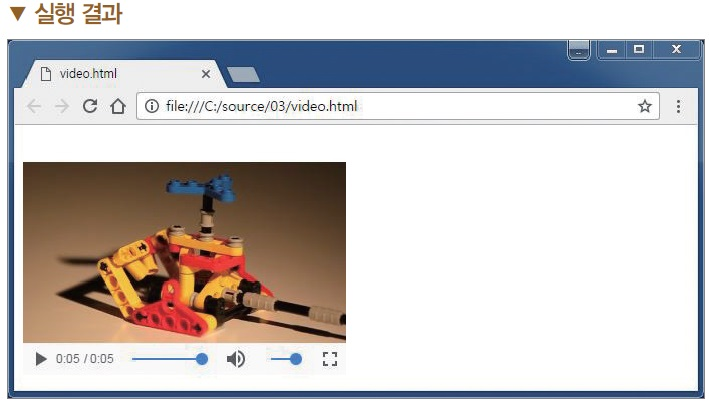 ▼ 실행 결과
video.html
file:///C:/source/03/video.html
0:05 / 0:05